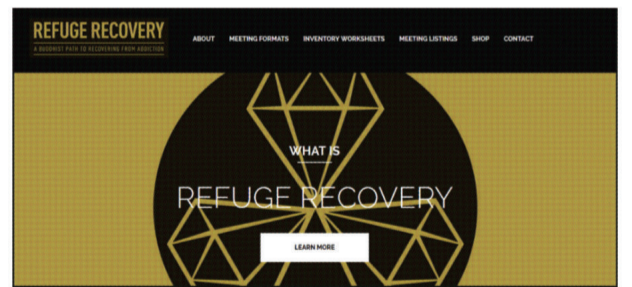 REFUGE RECOVERY
A BUDDHIST PATH TO RECOVERING FROM ADDICTION
ABOUT MEETING FORMATS INVENTORY WORKSHEETS MEETING LISTINGS SHOP CONTACT
WHAT IS
REFUGE RECOVERY
LEARN MORE